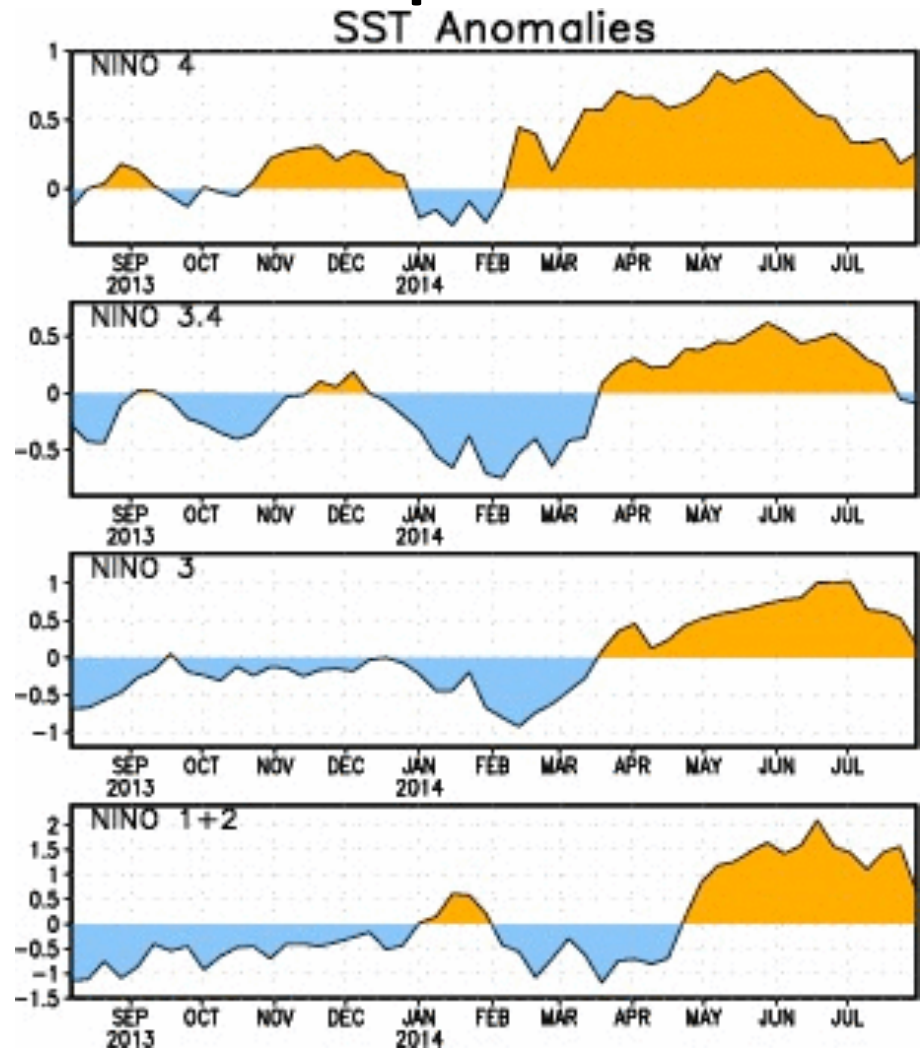 SST Anomalies
NINO 4
1
0.5
0
SEP OCT NOV DEC JAN FEB MAR APR MAY JUN JUL
2013 2014
NINO 3.4
0.5
0
-0.5
SEP OCT NOV DEC JAN FEB MAR APR MAY JUN JUL
2013 2014
NINO 3
1
0.5
0
-0.5
-1
SEP OCT NOV DEC JAN FEB MAR APR MAY JUN JUL
2013 2014
NINO 1+2
2
1.5
1
0.5
0
-0.5
-1
-1.5
SEP OCT NOV DEC JAN FEB MAR APR MAY JUN JUL
2013 2014